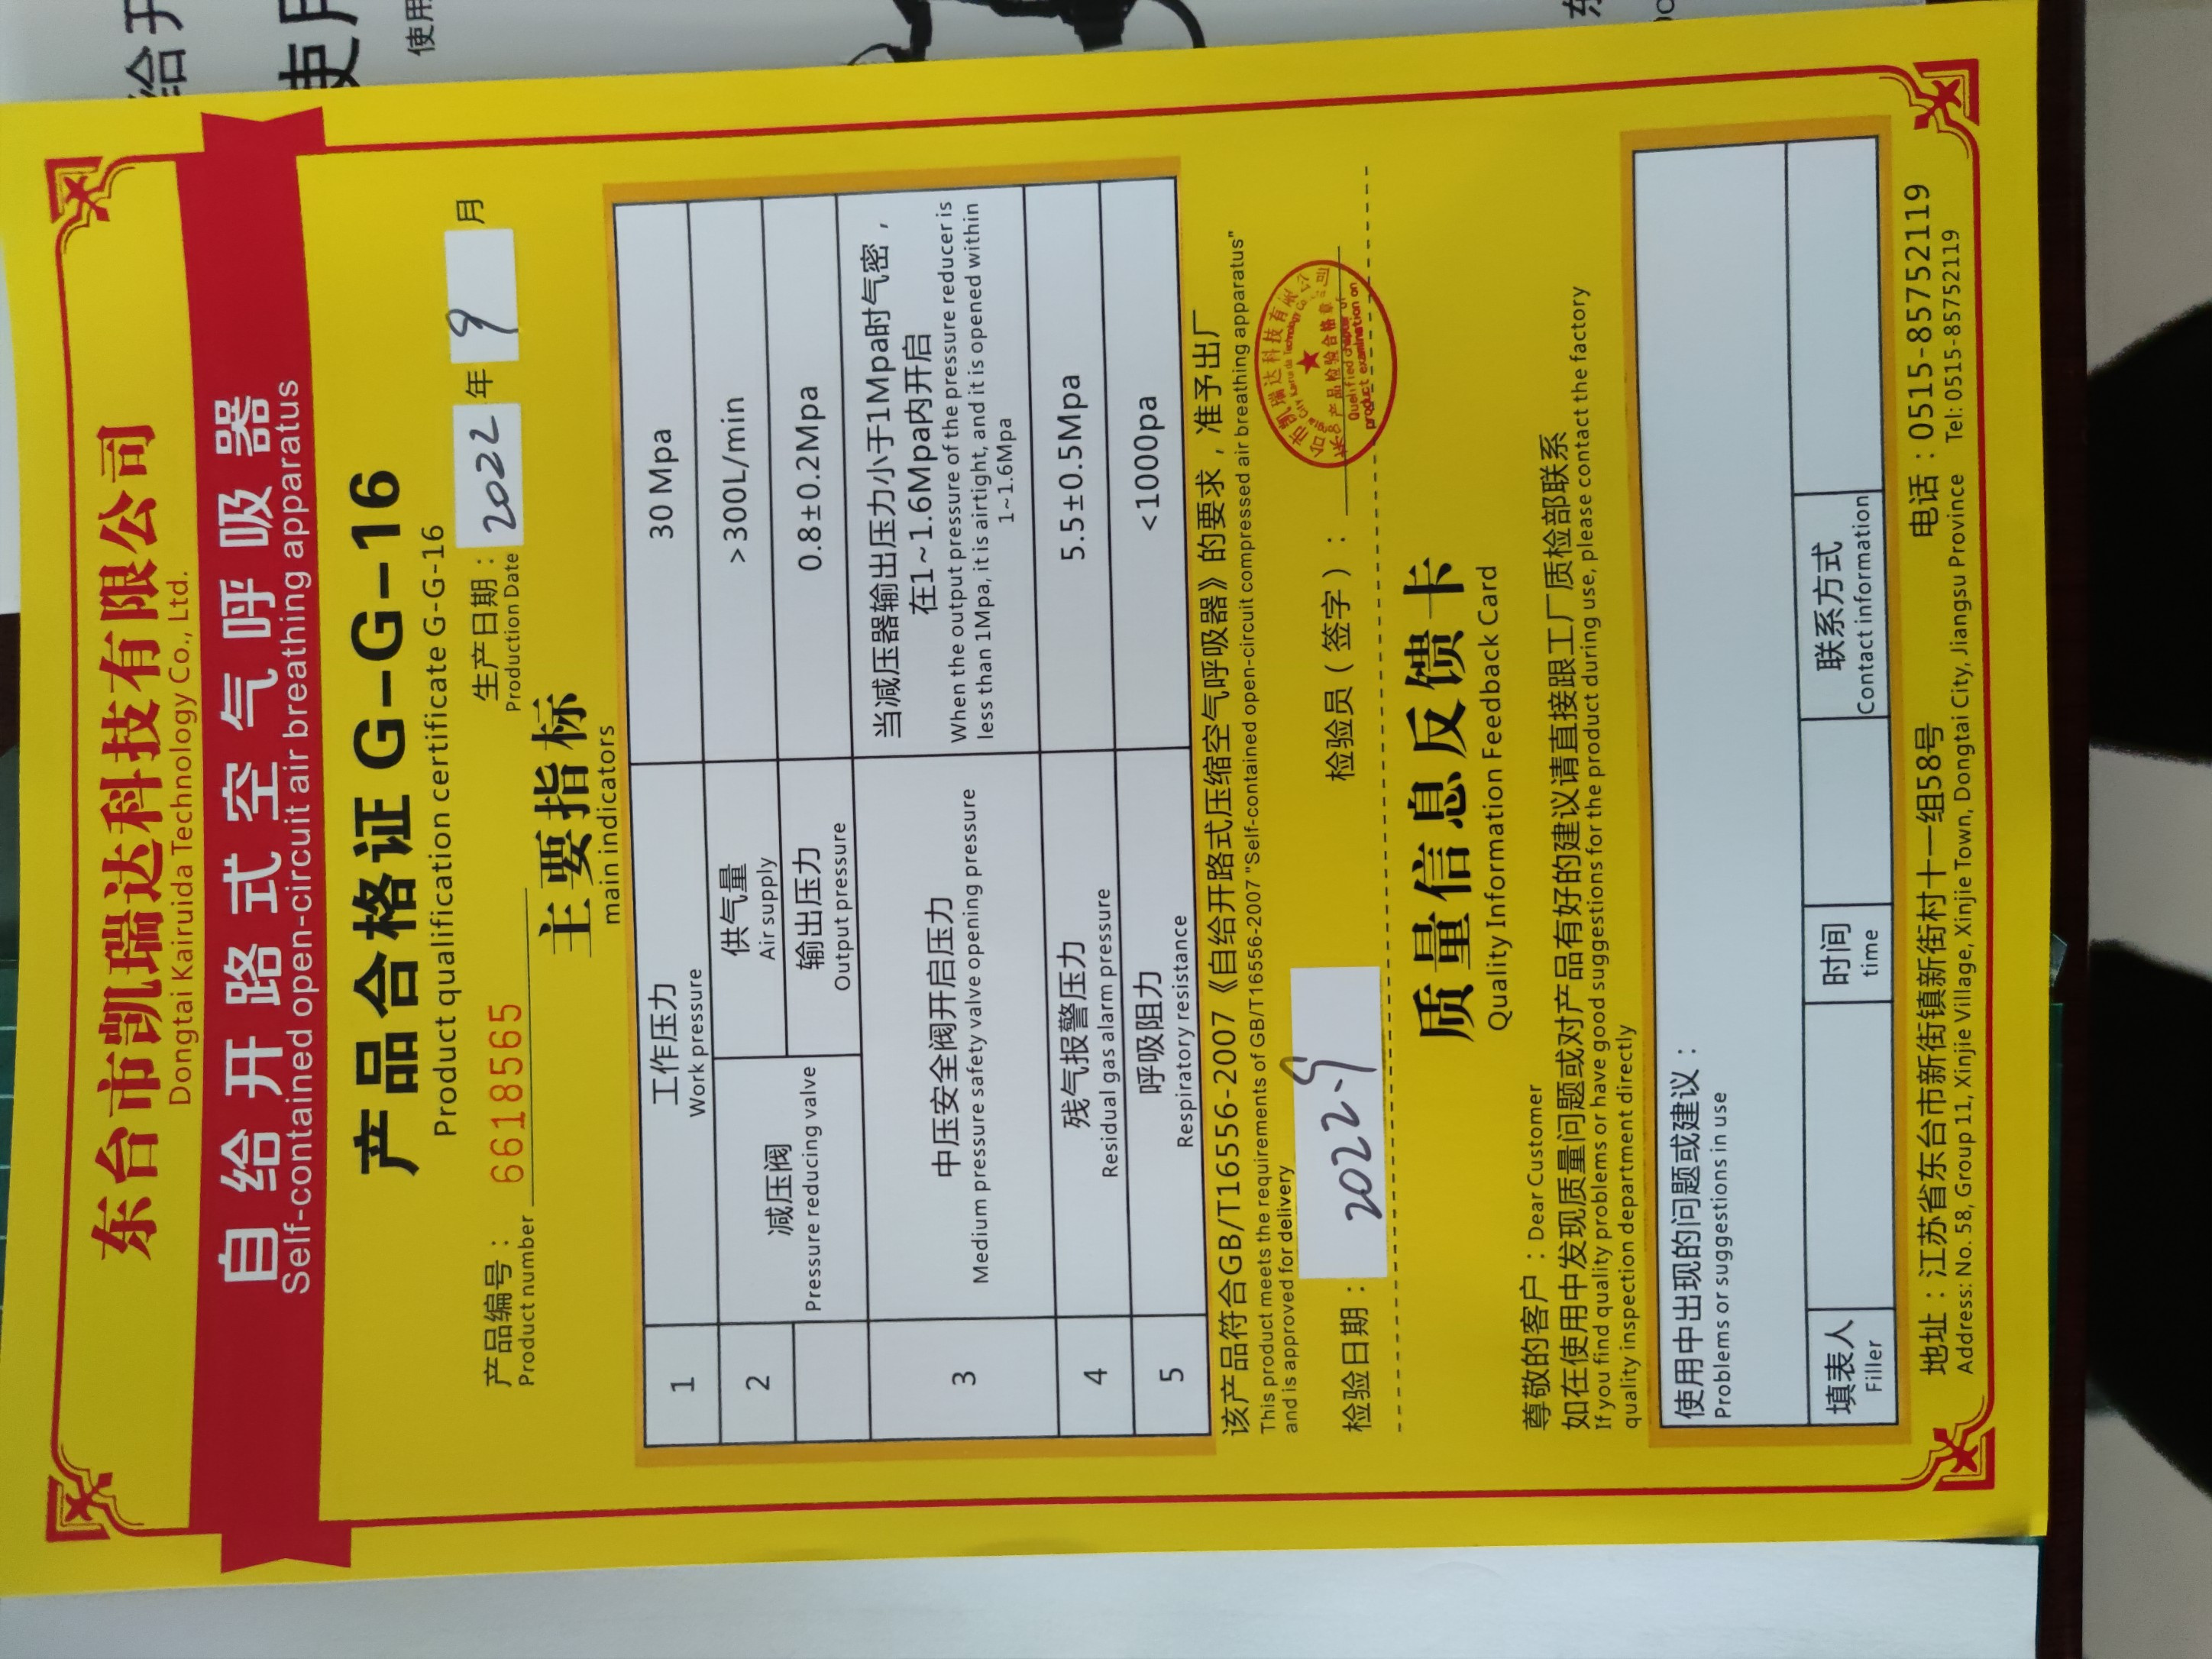 东台市凯瑞达科技有限公司
Dongtai Kairuida Technology Co., Ltd.
自给开路式空气呼吸器
Self-contained open-circuit air breathing apparatus
产品合格证 G-G-16
Product qualification certificate G-G-16
产品编号： 6618565 生产日期： 2022 年 9 月
Product number Production Date
主要指标
main indicators
1 工作压力 30 Mpa
Work pressure
2 减压阀 供气量 >300L/min
Pressure reducing valve Air supply
输出压力 0.8±0.2Mpa
Output pressure
3 中压安全阀开启压力 当减压器输出压力小于1Mpa时气密，
在1~1.6Mpa内开启
Medium pressure safety valve opening pressure When the output pressure of the pressure reducer is
less than 1Mpa, it is airtight, and it is opened within
1~1.6Mpa
4 残气报警压力 5.5±0.5Mpa
Residual gas alarm pressure
5 呼吸阻力 <1000pa
Respiratory resistance
该产品符合GB/T16556-2007《自给开路式压缩空气呼吸器》的要求，准予出厂
This product meets the requirements of GB/T16556-2007 "Self-contained open-circuit compressed air breathing apparatus"
and is approved for delivery
检验日期： 2022.9 检验员（签字）：
产品检验合格章
Qualified chapter of
product examination on
质量信息反馈卡
Quality Information Feedback Card
尊敬的客户 ：Dear Customer
如在使用中发现质量问题或对产品有好的建议请直接跟工厂质检部联系
If you find quality problems or have good suggestions for the product during use, please contact the factory
quality inspection department directly
使用中出现的问题或建议：
Problems or suggestions in use
填表人 时间 联系方式
Filler time Contact information
地址：江苏省东台市新街镇新街村十一组58号 电话：0515-85752119
Address: No. 58, Group 11, Xinjie Village, Xinjie Town, Dongtai City, Jiangsu Province Tel: 0515-85752119